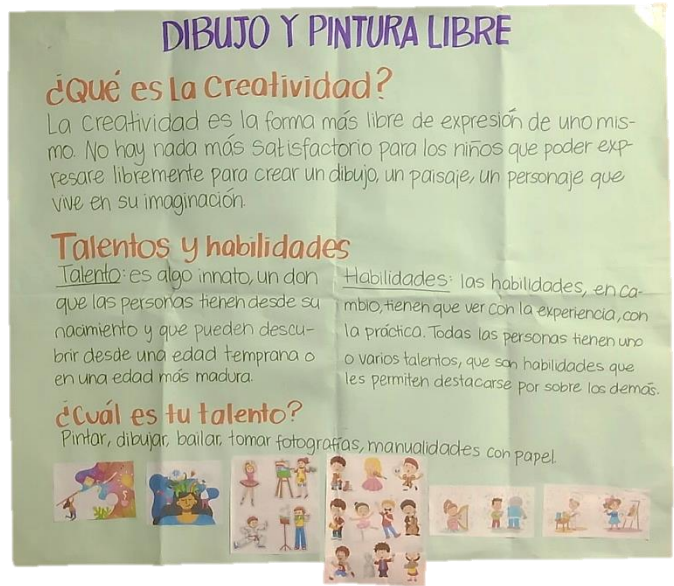 DIBUJO Y PINTURA LIBRE
¿Qué es La Creatividad?
La creatividad es la forma más libre de expresión de uno mis-
mo. No hay nada más satisfactorio para los niños que poder exp-
resare libremente para crear un dibujo, un paisaje, un personaje que
vive en su imaginación.
Talentos y habilidades
Talento: es algo innato, un don
que las personas tienen desde su
nacimiento y que pueden descu-
brir desde una edad temprana o
en una edad más madura.
Habilidades: las habilidades, en ca-
mbio, tienen que ver con la experiencia, con
la práctica. Todas las personas tienen uno
o varios talentos, que son habilidades que
les permiten destacarse por sobre los demás.
¿Cuál es tu talento?
Pintar, dibujar, bailar, tomar fotografías, manualidades con papel.